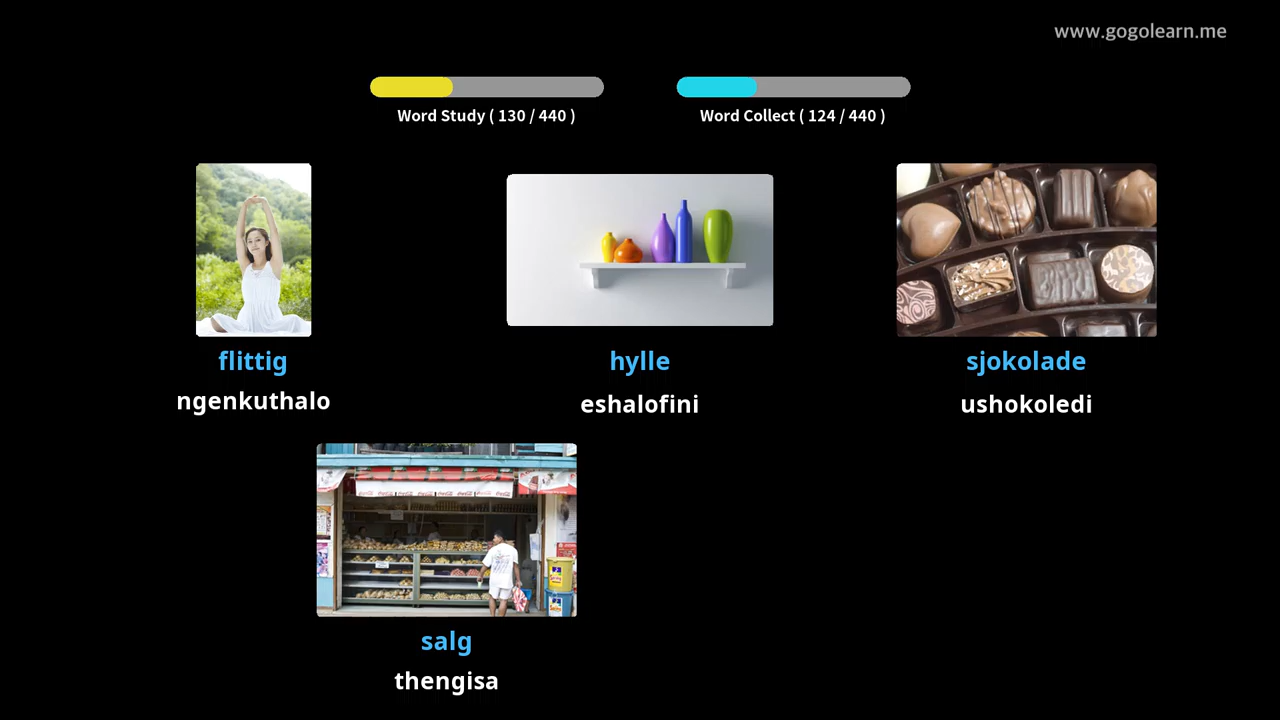 www.gogolearn.me
Word Study ( 130 / 440 )
Word Collect ( 124 / 440 )
flittig
ngenkuthalo
hylle
eshalofini
sjokolade
ushokoledi
salg
thengisa